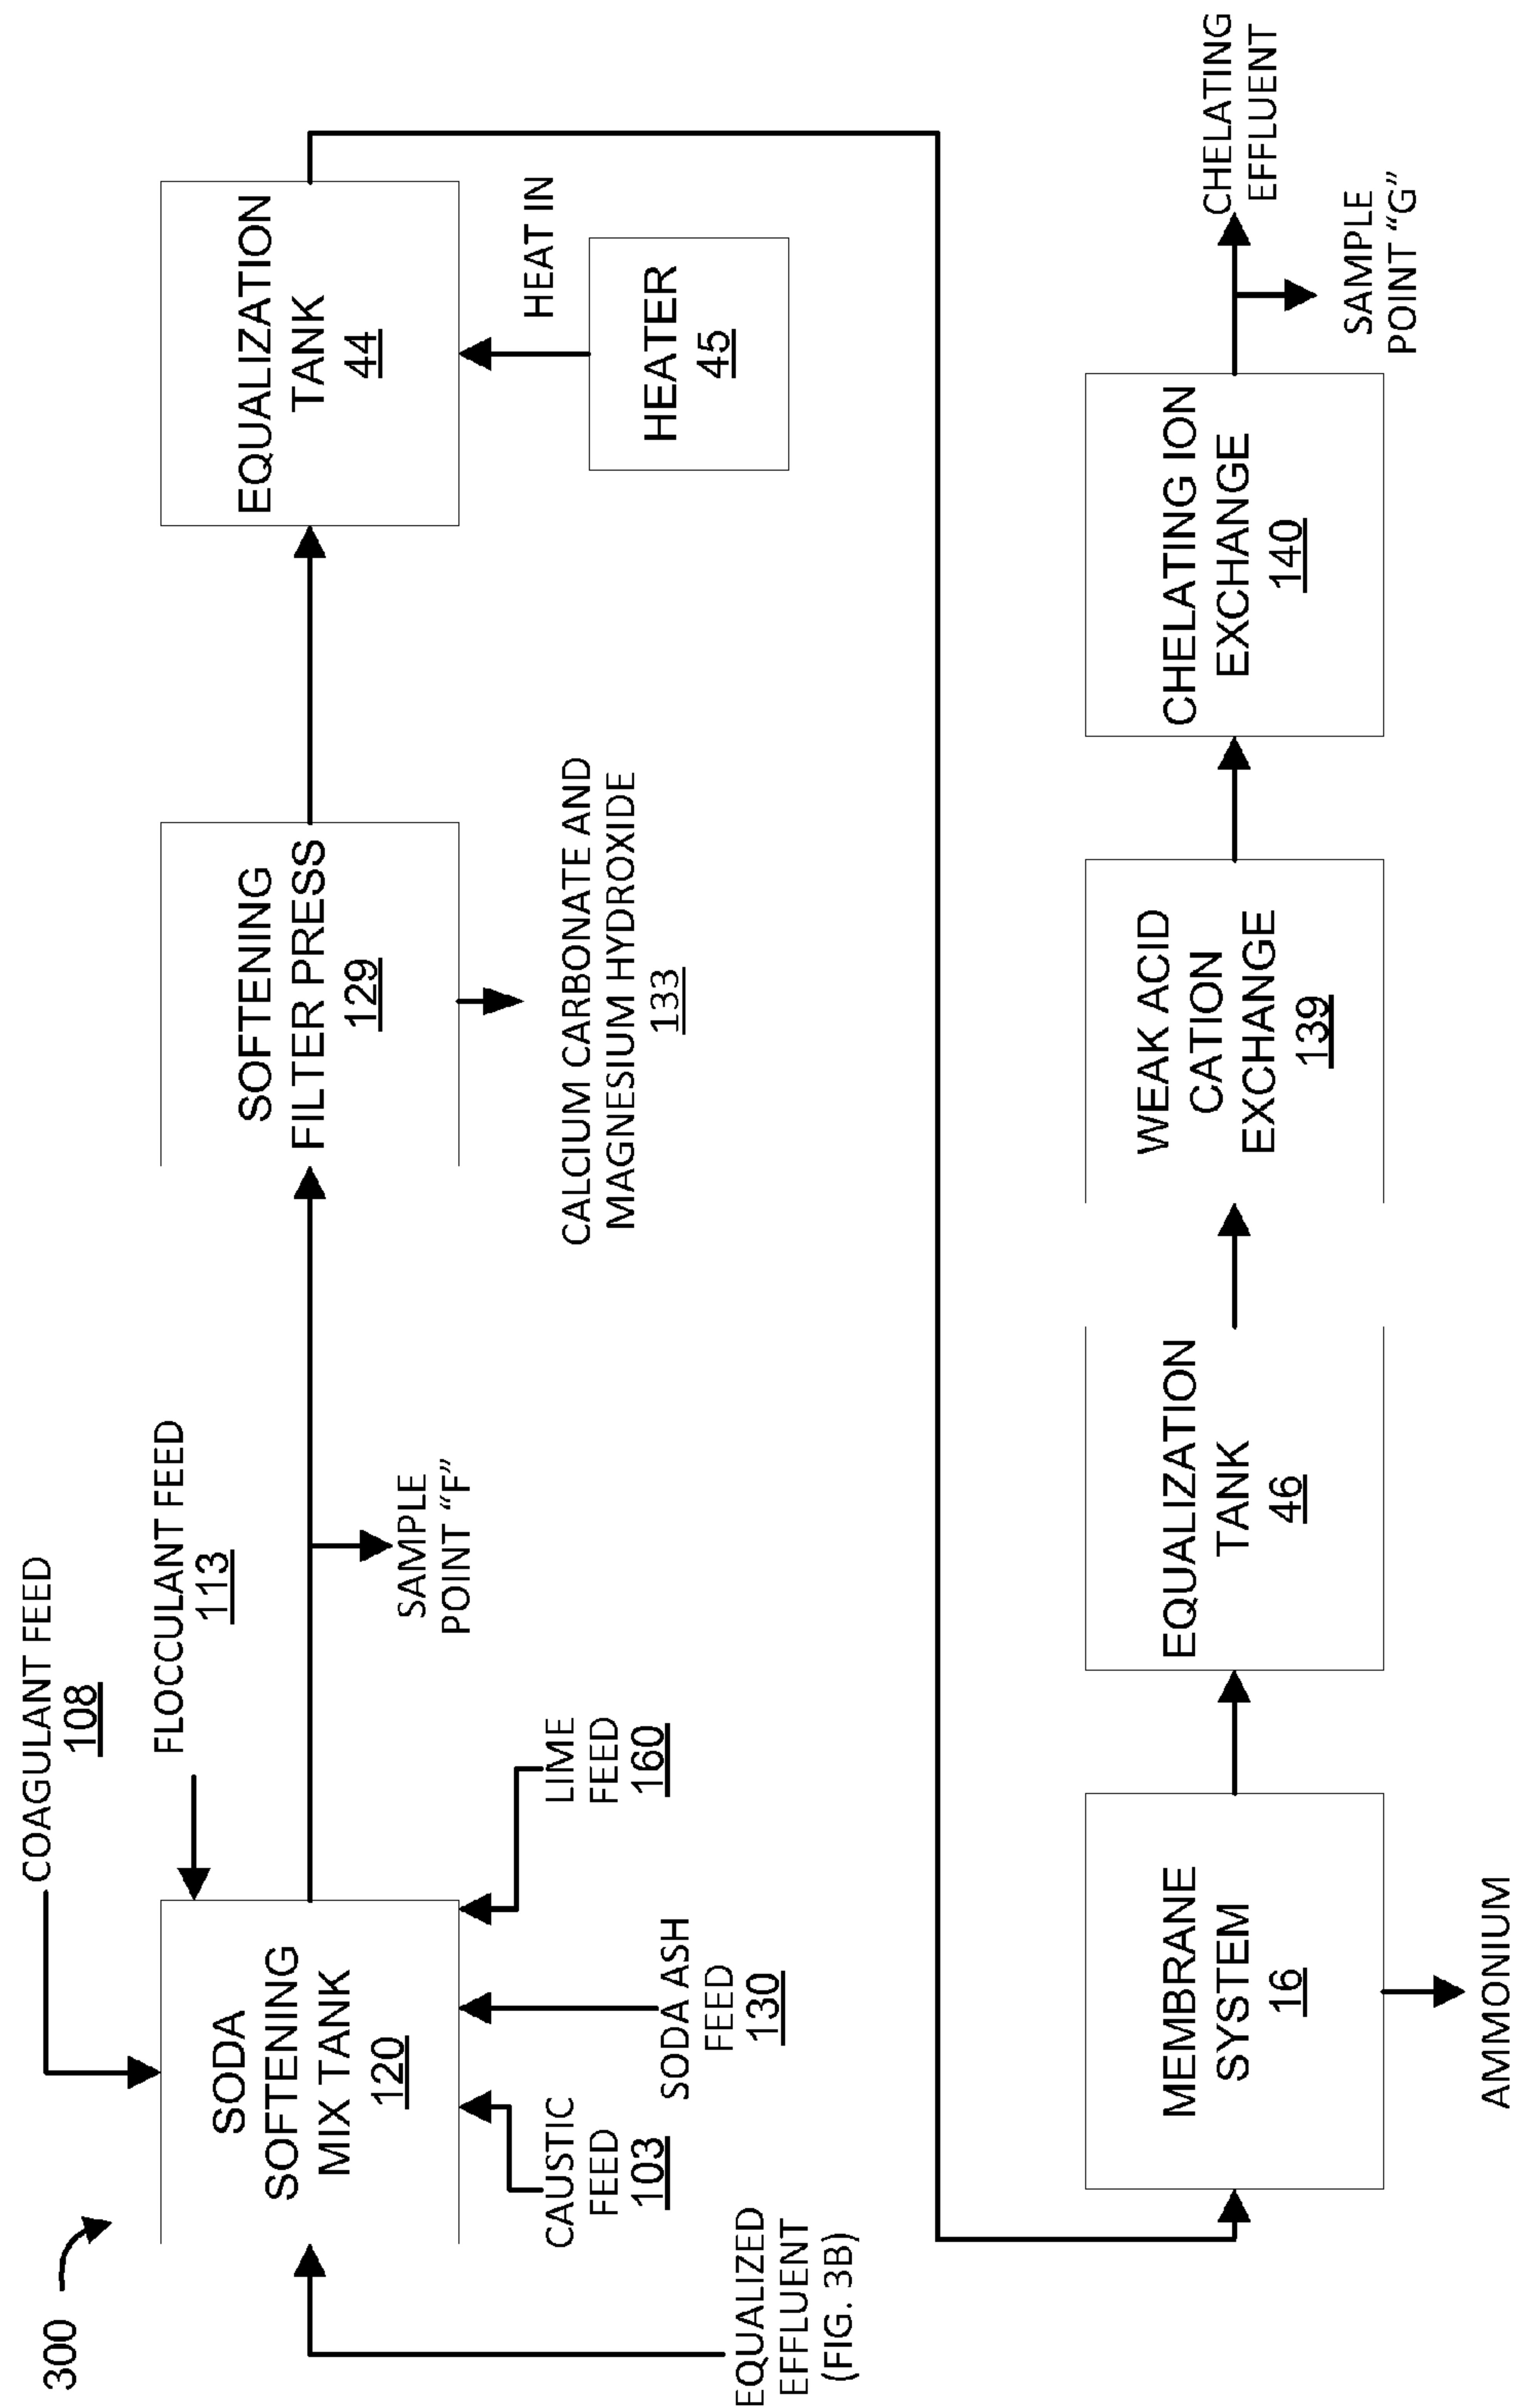 300
COAGULANT FEED
108
FLOCCULANT FEED
113
SODA
SOFTENING
MIX TANK
120
CAUSTIC
FEED
103
SODA ASH
FEED
130
LIME
FEED
160
EQUALIZED
EFFLUENT
(FIG. 3B)
SAMPLE
POINT “F”
SOFTENING
FILTER PRESS
129
CALCIUM CARBONATE AND
MAGNESIUM HYDROXIDE
133
EQUALIZATION
TANK
44
HEAT IN
HEATER
45
MEMBRANE
SYSTEM
16
AMMONIUM
EQUALIZATION
TANK
46
WEAK ACID
CATION
EXCHANGE
139
CHELATING ION
EXCHANGE
140
CHELATING
EFFLUENT
SAMPLE
POINT “G”